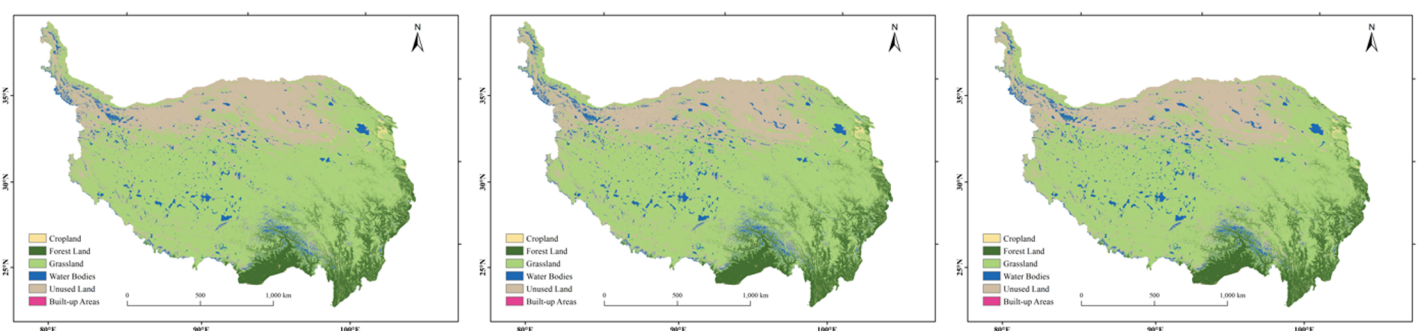 N
35°N
30°N
25°N
Cropland
Forest Land
Grassland
Water Bodies
Unused Land
Built-up Areas
0 500 1,000 km
80°E 90°E 100°E
N
35°N
30°N
25°N
Cropland
Forest Land
Grassland
Water Bodies
Unused Land
Built-up Areas
0 500 1,000 km
80°E 90°E 100°E
N
35°N
30°N
25°N
Cropland
Forest Land
Grassland
Water Bodies
Unused Land
Built-up Areas
0 500 1,000 km
80°E 90°E 100°E